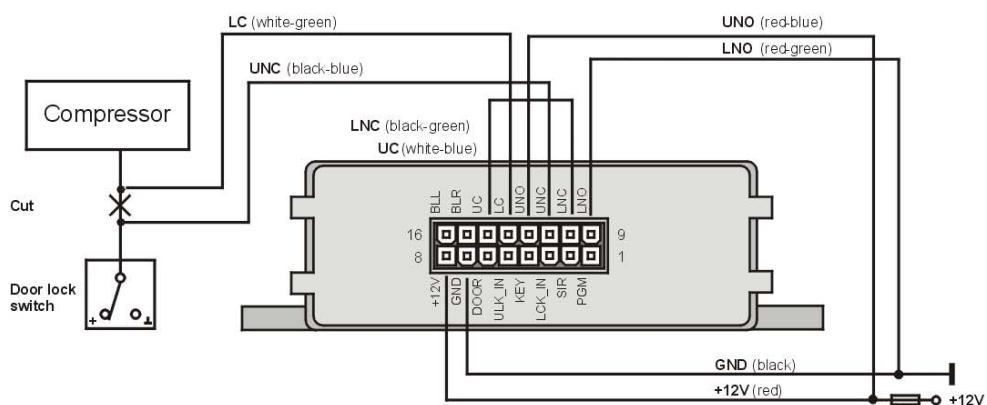 LC (white-green)
UNO (red-blue)
LNO (red-green)
UNC (black-blue)
Compressor
LNC (black-green)
UC (white-blue)
Cut
BLL BLR UC LC UNO UNC LNC LNO
16 9
8 1
Door lock
switch
+ ⊥
+12V GND DOOR ULK_IN KEY LCK_IN SIR PGM
GND (black)
+12V (red)
+12V